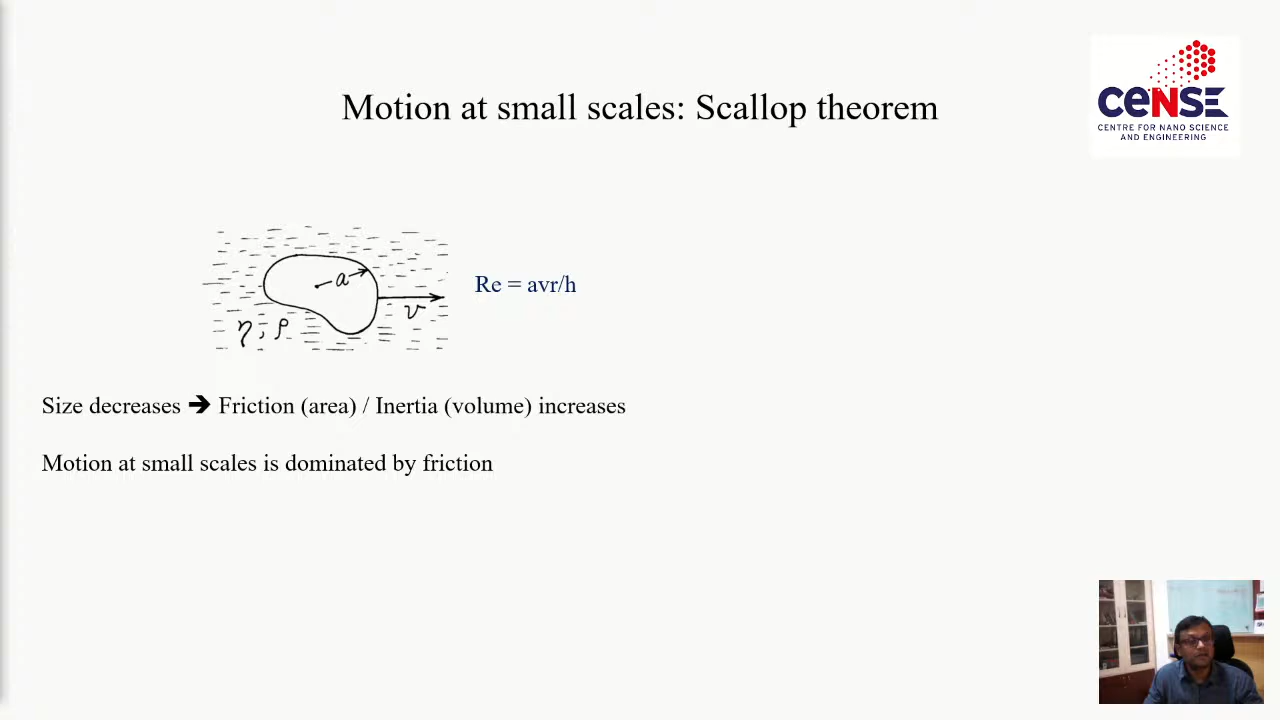 Motion at small scales: Scallop theorem
CeNSE
CENTRE FOR NANO SCIENCE
AND ENGINEERING
a
v
η, ρ
Re = avr/h
Size decreases ➔ Friction (area) / Inertia (volume) increases
Motion at small scales is dominated by friction